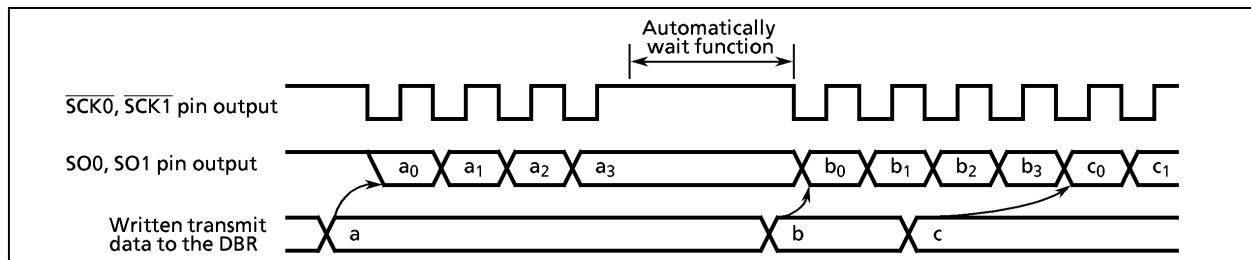 Automatically
wait function
SCK0, SCK1 pin output
SO0, SO1 pin output
a0 a1 a2 a3 b0 b1 b2 b3 c0 c1
Written transmit
data to the DBR
a b c